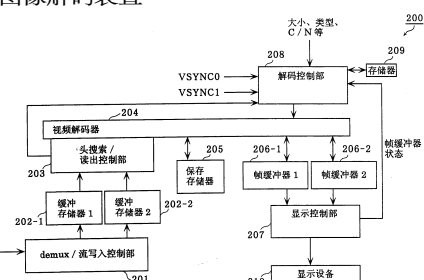 图像解码装置
大小、类型、
C/N等
200
208
209
VSYNC0
VSYNC1
解码控制部
存储器
204
视频解码器
头搜索/
读出控制部
203
205
保存
存储器
206-1
206-2
帧缓冲器1
帧缓冲器2
帧缓冲器
状态
202-1
缓冲
存储器1
缓冲
存储器2
202-2
显示控制部
207
demux/流写入控制部
201
显示设备